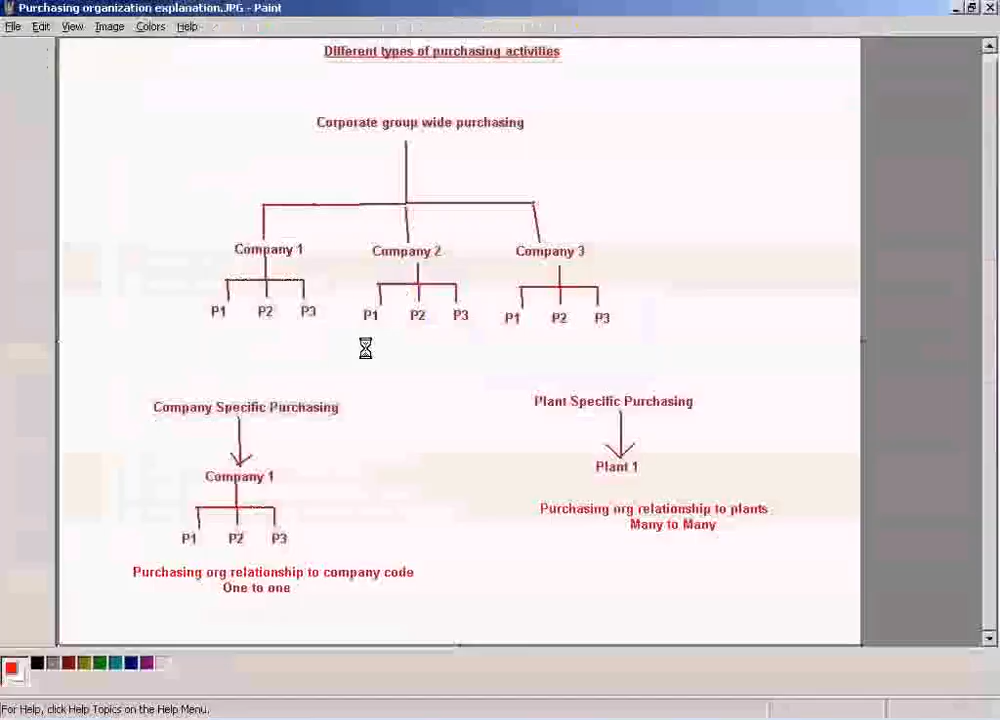 Purchasing organization explanation.JPG - Paint
File Edit View Image Colors Help
Different types of purchasing activities
Corporate group wide purchasing
Company 1 Company 2 Company 3
P1 P2 P3 P1 P2 P3 P1 P2 P3
Company Specific Purchasing
Company 1
P1 P2 P3
Purchasing org relationship to company code
One to one
Plant Specific Purchasing
Plant 1
Purchasing org relationship to plants
Many to Many
For Help, click Help Topics on the Help Menu.